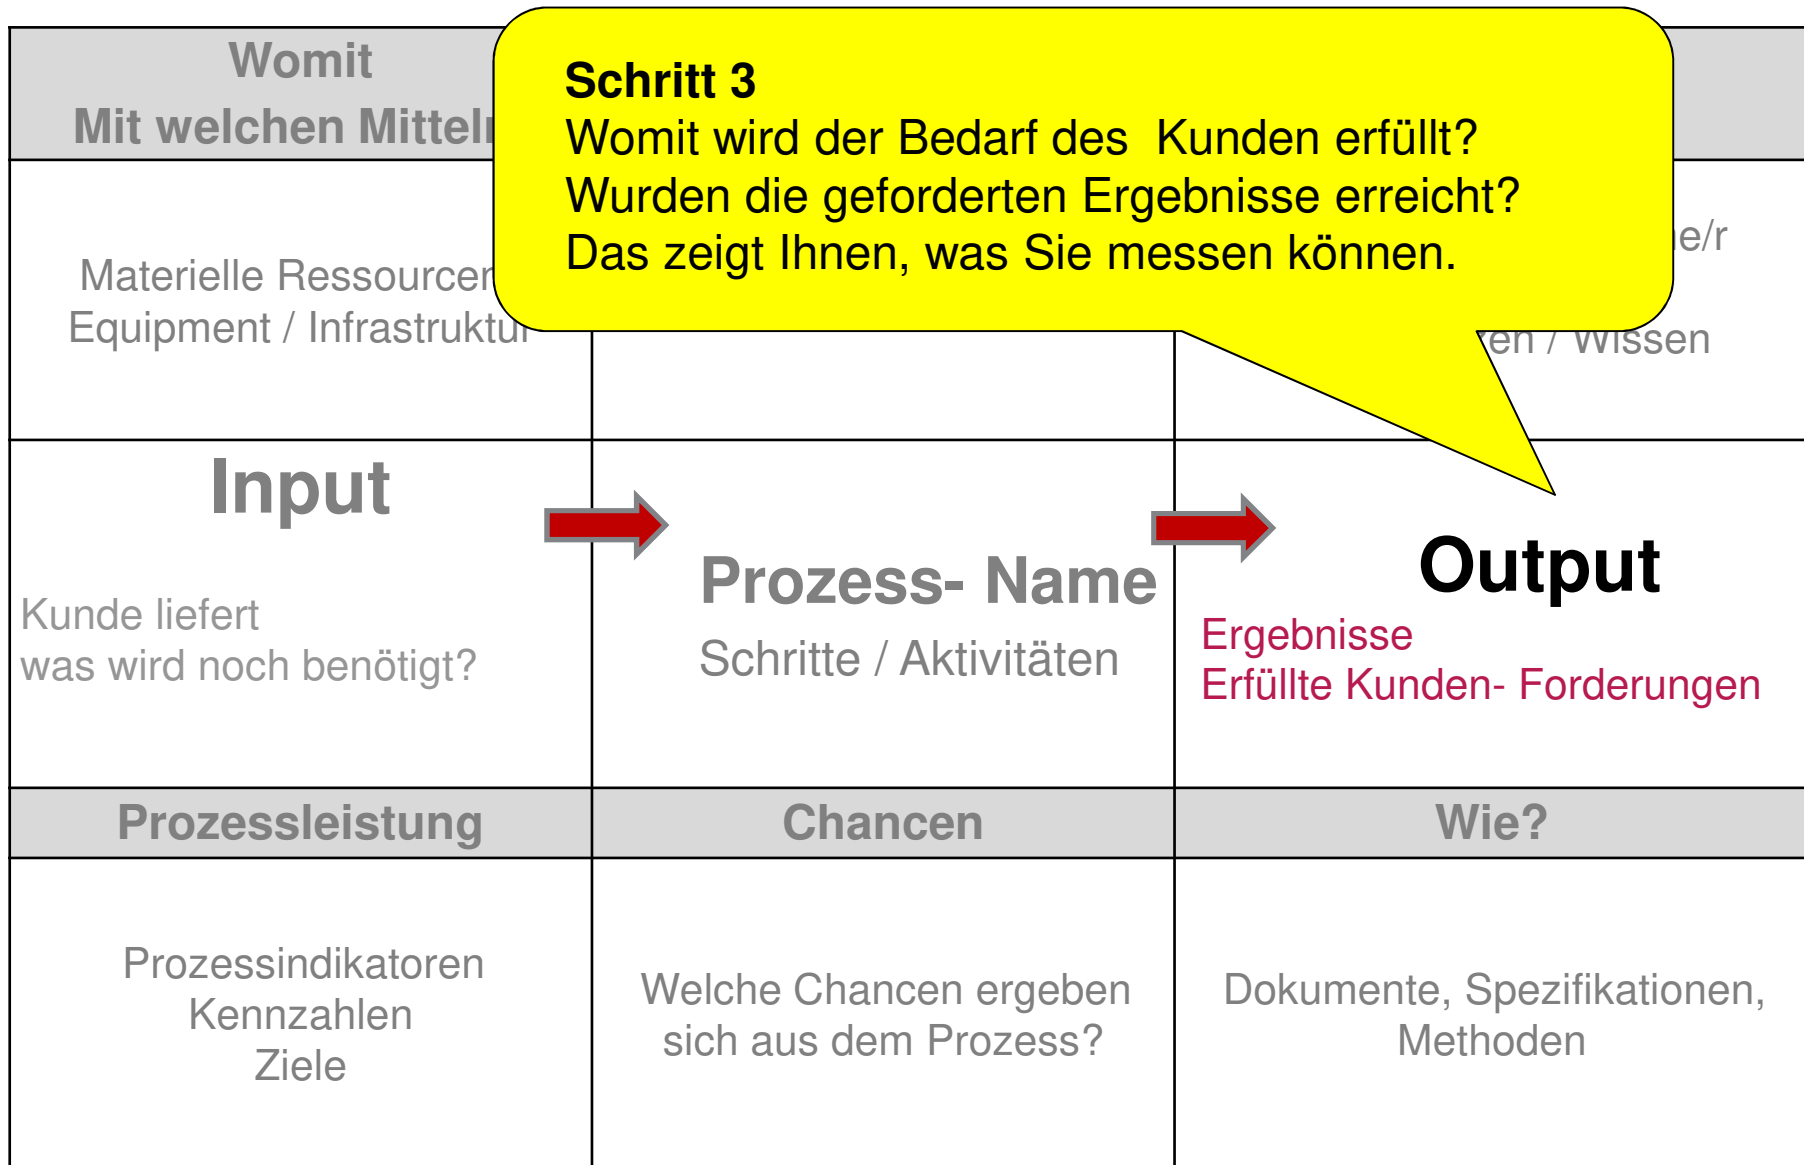 Womit
Mit welchen Mitteln
Schritt 3
Womit wird der Bedarf des  Kunden erfüllt?
Wurden die geforderten Ergebnisse erreicht?
Das zeigt Ihnen, was Sie messen können.
Materielle Ressourcen
Equipment / Infrastruktur
/ Wissen
Input
Kunde liefert
was wird noch benötigt?
Prozess- Name
Schritte / Aktivitäten
Output
Ergebnisse
Erfüllte Kunden- Forderungen
Prozessleistung
Chancen
Wie?
Prozessindikatoren
Kennzahlen
Ziele
Welche Chancen ergeben
sich aus dem Prozess?
Dokumente, Spezifikationen,
Methoden